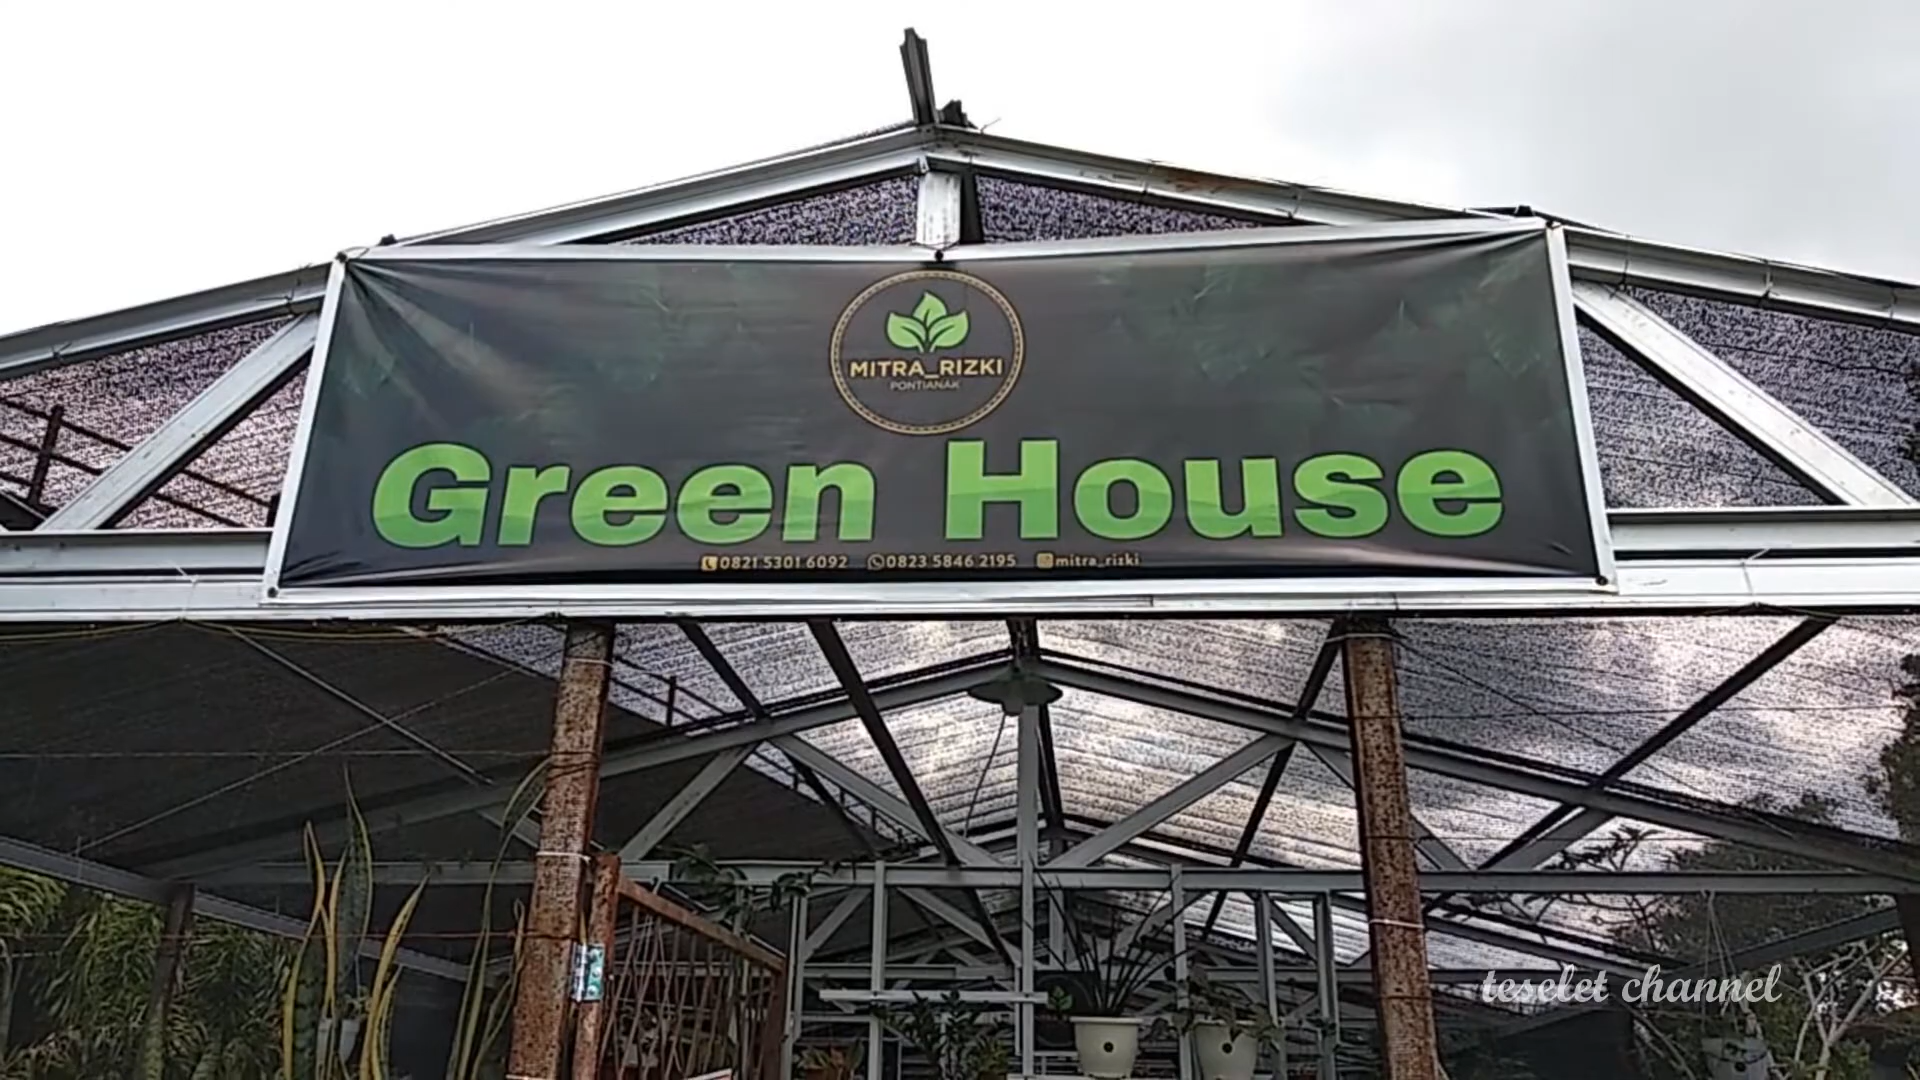 MITRA_RIZKI
PONTIANAK
Green House
0821 5301 6092 0823 5846 2195 mitra_rizki
teselet channel